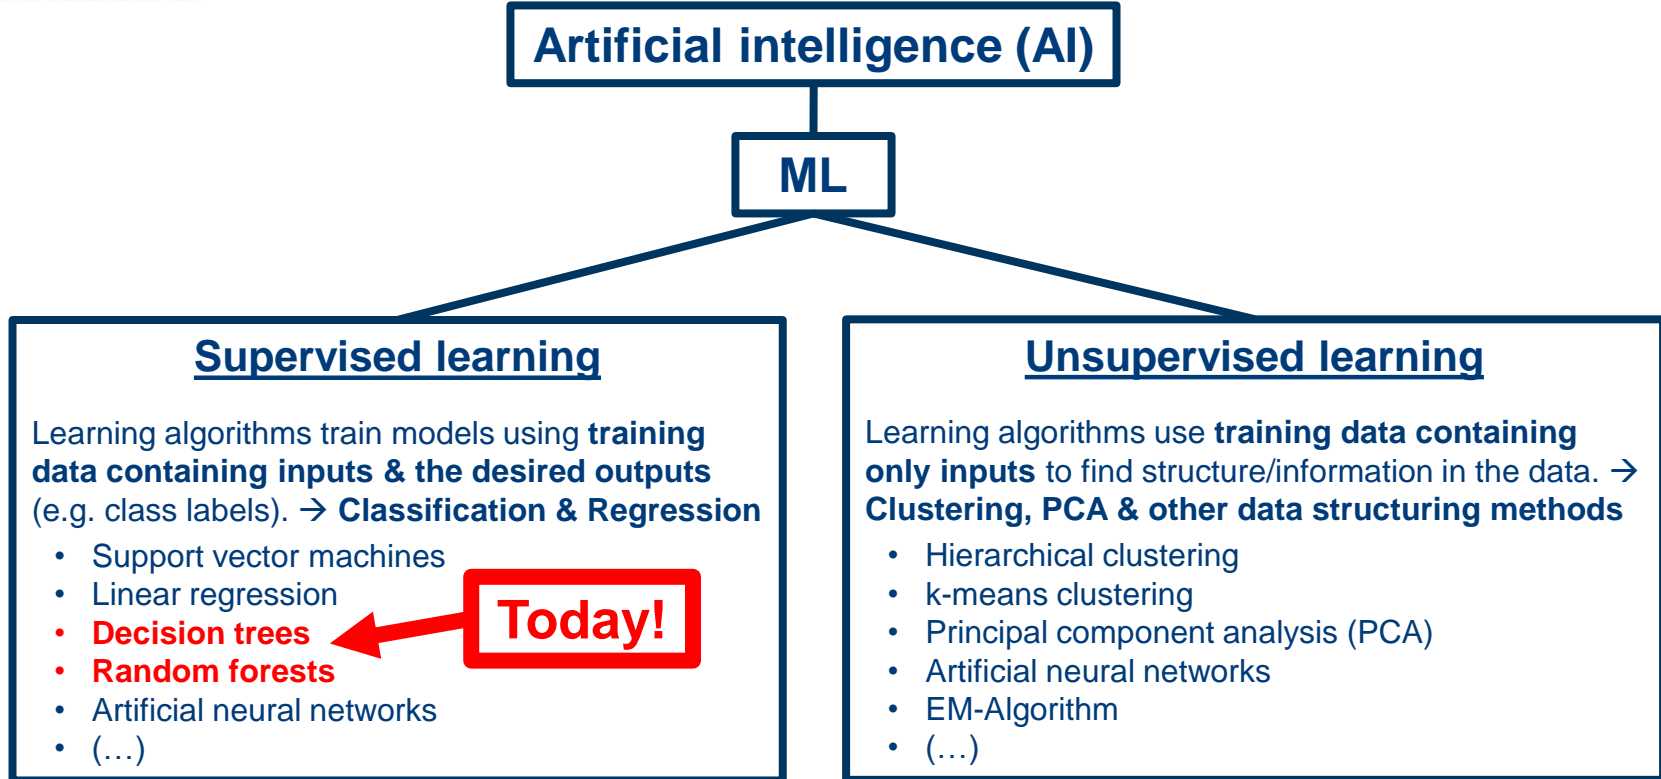 Artificial intelligence (AI)
ML
Supervised learning
Learning algorithms train models using training
data containing inputs & the desired outputs
(e.g. class labels). → Classification & Regression
• Support vector machines
• Linear regression
• Decision trees
• Random forests
• Artificial neural networks
• (…)
Today!
Unsupervised learning
Learning algorithms use training data containing
only inputs to find structure/information in the data. →
Clustering, PCA & other data structuring methods
• Hierarchical clustering
• k-means clustering
• Principal component analysis (PCA)
• Artificial neural networks
• EM-Algorithm
• (…)